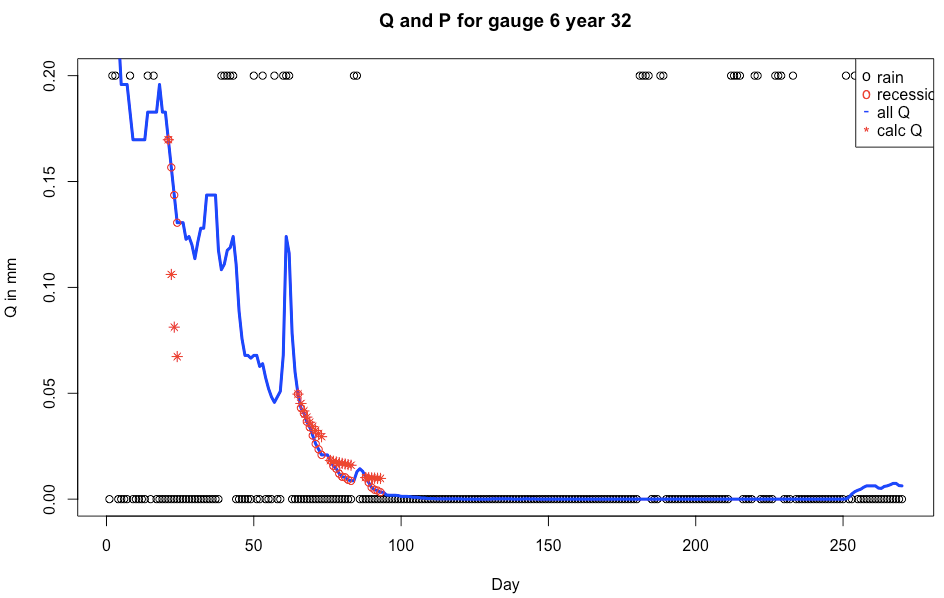 Q and P for gauge 6 year 32
0.20
0.15
0.10
0.05
0.00
Q in mm
rain
recessio
all Q
calc Q
0 50 100 150 200 250
Day